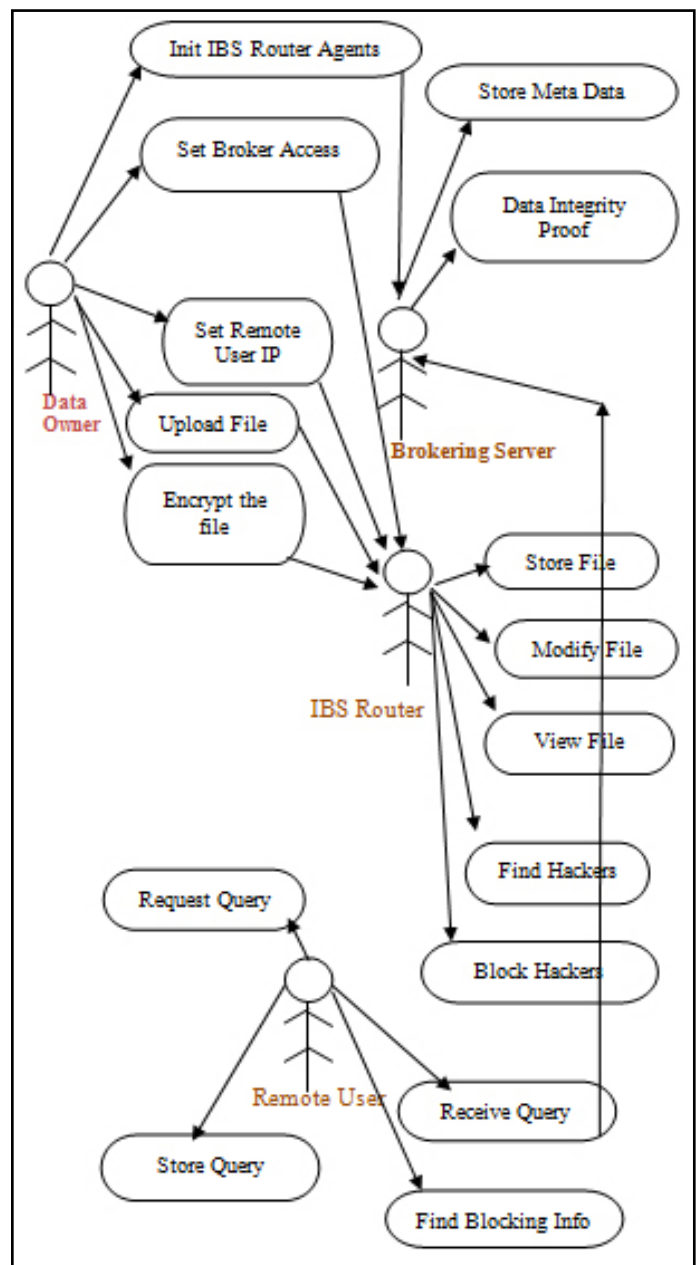 Init IBS Router Agents
Store Meta Data
Set Broker Access
Data Integrity
Proof
Set Remote
User IP
Data
Owner
Upload File
Brokering Server
Encrypt the
file
Store File
Modify File
IBS Router
View File
Find Hackers
Request Query
Block Hackers
Remote User
Receive Query
Store Query
Find Blocking Info